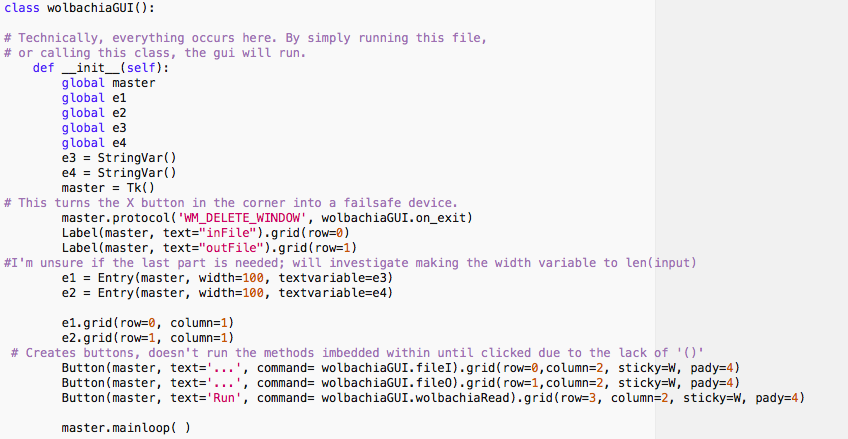 class wolbachiaGUI():
# Technically, everything occurs here. By simply running this file,
# or calling this class, the gui will run.
    def __init__(self):
        global master
        global e1
        global e2
        global e3
        global e4
        e3 = StringVar()
        e4 = StringVar()
        master = Tk()
# This turns the X button in the corner into a failsafe device.
        master.protocol('WM_DELETE_WINDOW', wolbachiaGUI.on_exit)
        Label(master, text="inFile").grid(row=0)
        Label(master, text="outFile").grid(row=1)
#I'm unsure if the last part is needed; will investigate making the width variable to len(input)
        e1 = Entry(master, width=100, textvariable=e3)
        e2 = Entry(master, width=100, textvariable=e4)
        e1.grid(row=0, column=1)
        e2.grid(row=1, column=1)
 # Creates buttons, doesn't run the methods imbedded within until clicked due to the lack of '()'
        Button(master, text='...', command= wolbachiaGUI.fileI).grid(row=0,column=2, sticky=W, pady=4)
        Button(master, text='...', command= wolbachiaGUI.fileO).grid(row=1,column=2, sticky=W, pady=4)
        Button(master, text='Run', command= wolbachiaGUI.wolbachiaRead).grid(row=3, column=2, sticky=W, pady=4)
        master.mainloop( )